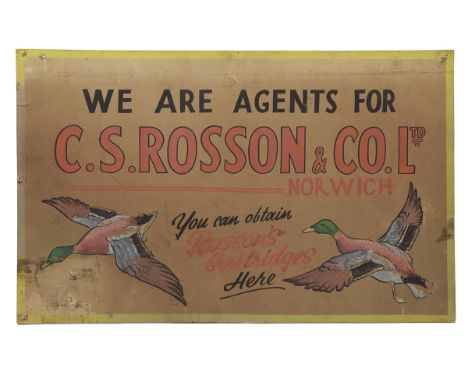 WE ARE AGENTS FOR
C.S. ROSSON & CO. LTD
NORWICH
You can obtain
Rosson's
Cartridges
Here